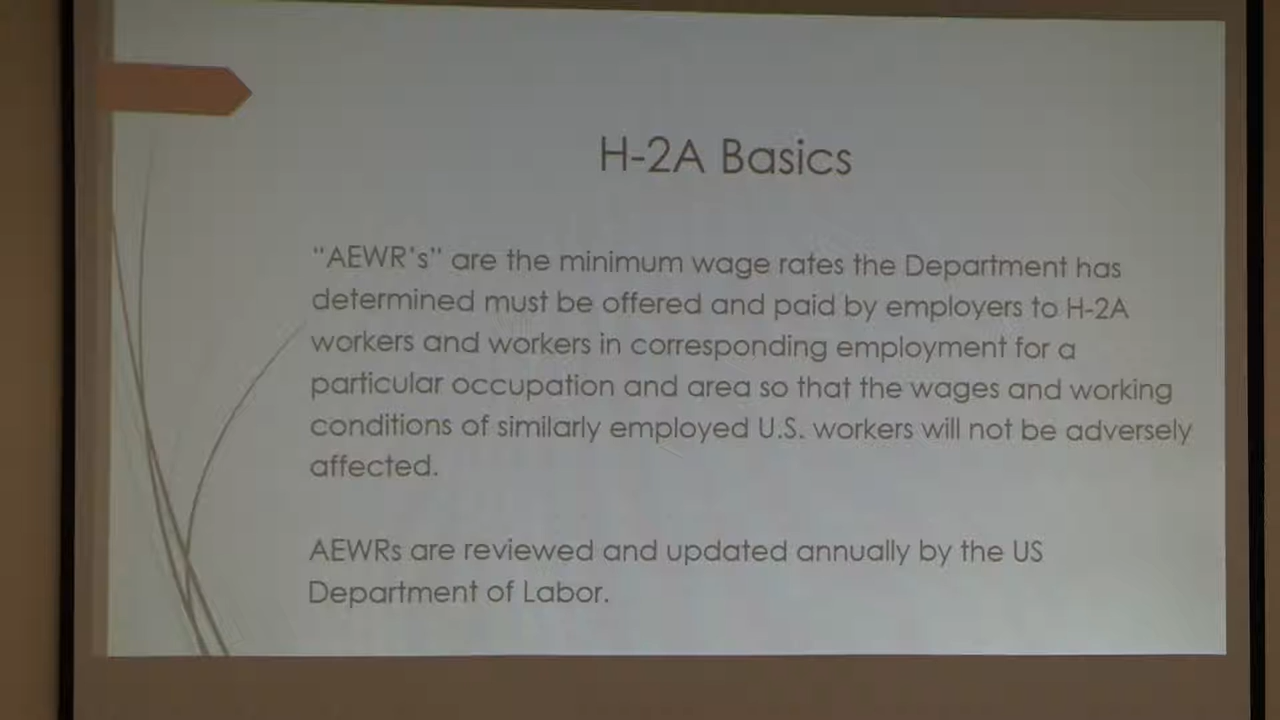 H-2A Basics
"AEWR's" are the minimum wage rates the Department has
determined must be offered and paid by employers to H-2A
workers and workers in corresponding employment for a
particular occupation and area so that the wages and working
conditions of similarly employed U.S. workers will not be adversely
affected.
AEWRs are reviewed and updated annually by the US
Department of Labor.